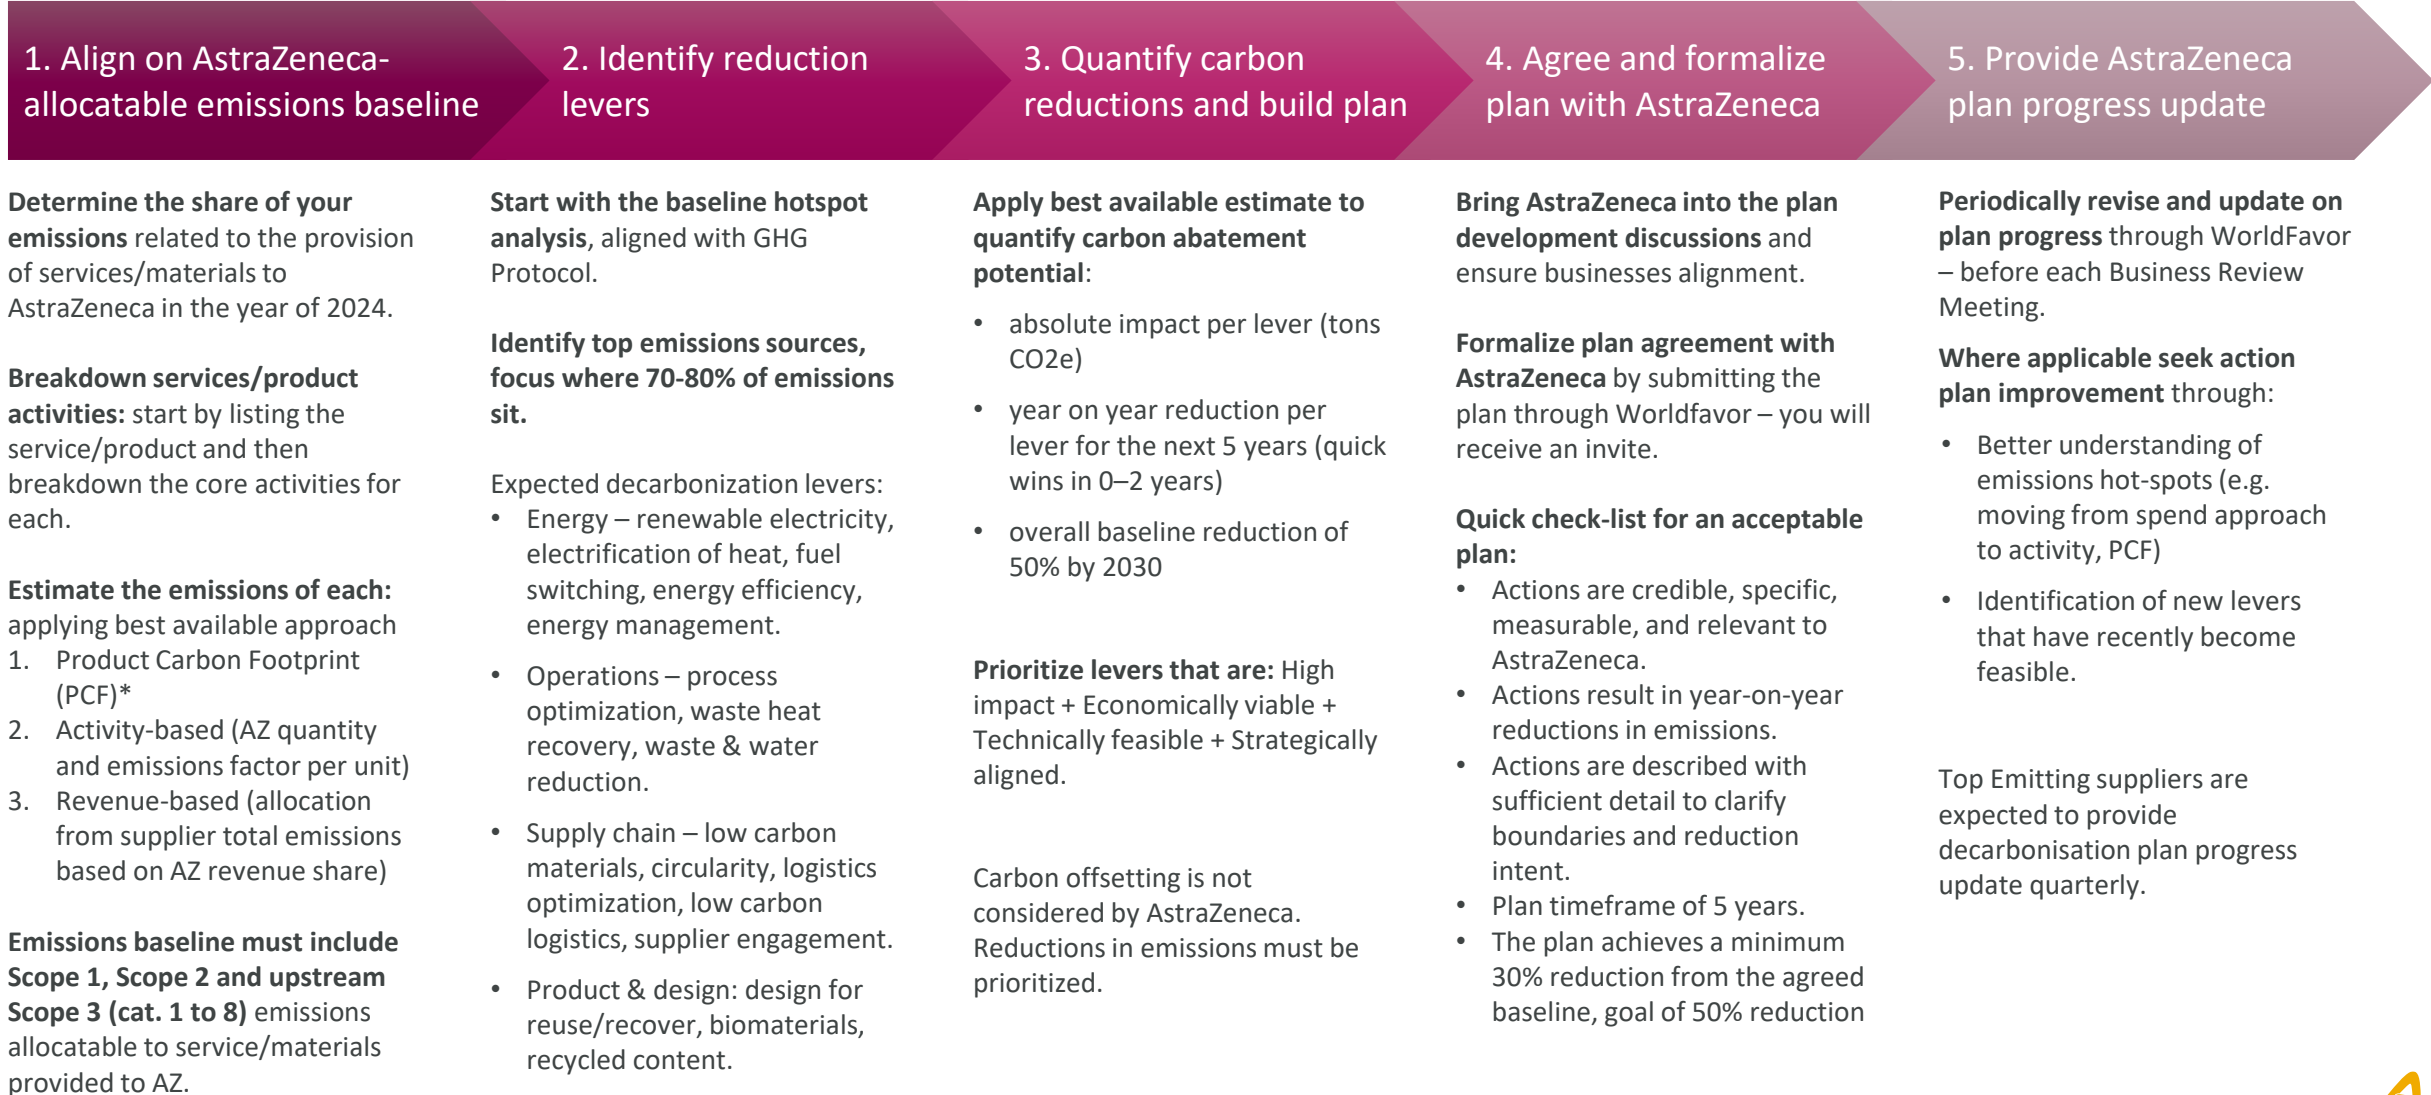 1. Align on AstraZeneca-
allocatable emissions baseline
2. Identify reduction
levers
3. Quantify carbon
reductions and build plan
4. Agree and formalize
plan with AstraZeneca
5. Provide AstraZeneca
plan progress update
Determine the share of your
emissions related to the provision
of services/materials to
AstraZeneca in the year of 2024.
Breakdown services/product
activities: start by listing the
service/product and then
breakdown the core activities for
each.
Estimate the emissions of each:
applying best available approach
1. Product Carbon Footprint
(PCF)*
2. Activity-based (AZ quantity
and emissions factor per unit)
3. Revenue-based (allocation
from supplier total emissions
based on AZ revenue share)
Emissions baseline must include
Scope 1, Scope 2 and upstream
Scope 3 (cat. 1 to 8) emissions
allocatable to service/materials
provided to AZ.
Start with the baseline hotspot
analysis, aligned with GHG
Protocol.
Identify top emissions sources,
focus where 70-80% of emissions
sit.
Expected decarbonization levers:
• Energy – renewable electricity,
electrification of heat, fuel
switching, energy efficiency,
energy management.
• Operations – process
optimization, waste heat
recovery, waste & water
reduction.
• Supply chain – low carbon
materials, circularity, logistics
optimization, low carbon
logistics, supplier engagement.
• Product & design: design for
reuse/recover, biomaterials,
recycled content.
Apply best available estimate to
quantify carbon abatement
potential:
• absolute impact per lever (tons
CO2e)
• year on year reduction per
lever for the next 5 years (quick
wins in 0–2 years)
• overall baseline reduction of
50% by 2030
Prioritize levers that are: High
impact + Economically viable +
Technically feasible + Strategically
aligned.
Carbon offsetting is not
considered by AstraZeneca.
Reductions in emissions must be
prioritized.
Bring AstraZeneca into the plan
development discussions and
ensure businesses alignment.
Formalize plan agreement with
AstraZeneca by submitting the
plan through Worldfavor – you will
receive an invite.
Quick check-list for an acceptable
plan:
• Actions are credible, specific,
measurable, and relevant to
AstraZeneca.
• Actions result in year-on-year
reductions in emissions.
• Actions are described with
sufficient detail to clarify
boundaries and reduction
intent.
• Plan timeframe of 5 years.
• The plan achieves a minimum
30% reduction from the agreed
baseline, goal of 50% reduction
Periodically revise and update on
plan progress through WorldFavor
– before each Business Review
Meeting.
Where applicable seek action
plan improvement through:
• Better understanding of
emissions hot-spots (e.g.
moving from spend approach
to activity, PCF)
• Identification of new levers
that have recently become
feasible.
Top Emitting suppliers are
expected to provide
decarbonisation plan progress
update quarterly.